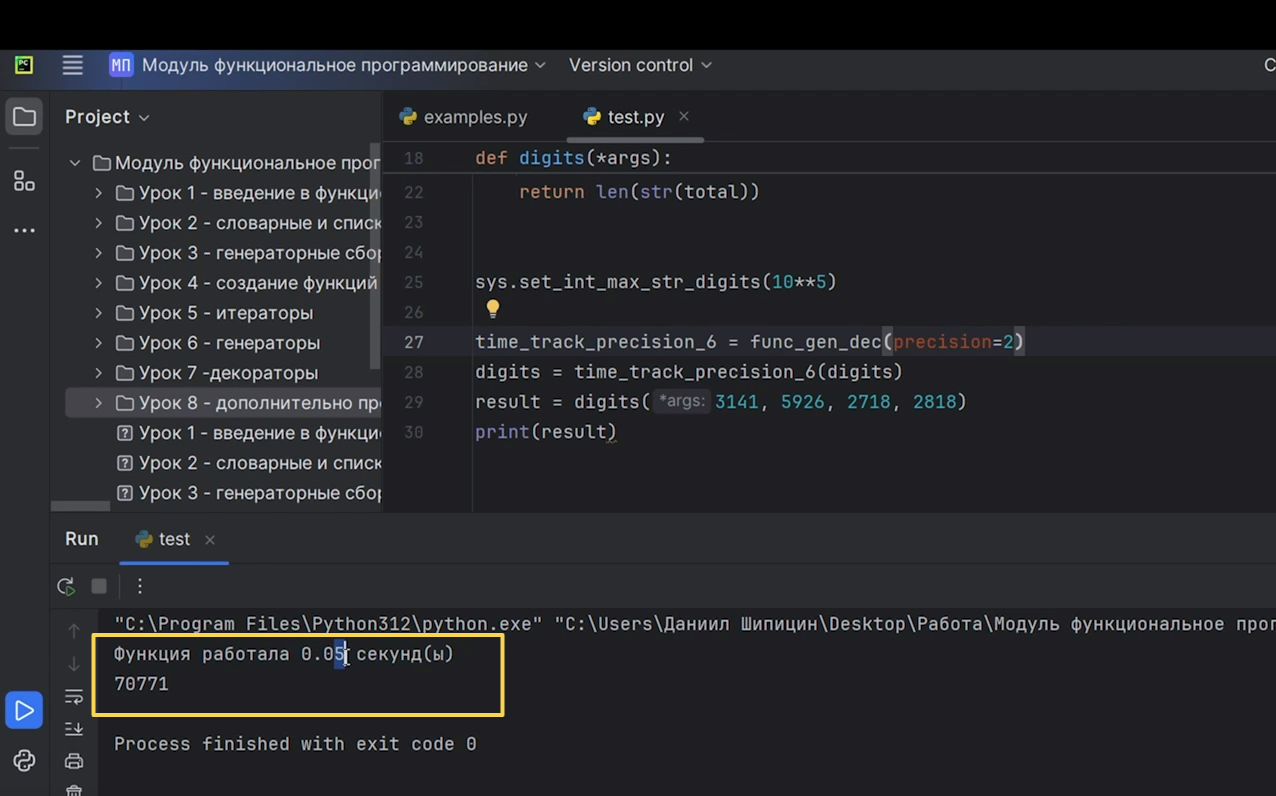 PC
МП Модуль функциональное программирование Version control
Project
examples.py test.py
Модуль функциональное прог
Урок 1 - введение в функци
Урок 2 - словарные и списк
Урок 3 - генераторные сбор
Урок 4 - создание функций
Урок 5 - итераторы
Урок 6 - генераторы
Урок 7 -декораторы
Урок 8 - дополнительно пр
Урок 1 - введение в функци
Урок 2 - словарные и списк
Урок 3 - генераторные сбор
18 def digits(*args):
22 return len(str(total))
23
24
25 sys.set_int_max_str_digits(10**5)
26
27 time_track_precision_6 = func_gen_dec(precision=2)
28 digits = time_track_precision_6(digits)
29 result = digits( *args: 3141, 5926, 2718, 2818)
30 print(result)
Run test
"C:\Program Files\Python312\python.exe" "C:\Users\Даниил Шипицин\Desktop\Работа\Модуль функциональное прог
Функция работала 0.05 секунд(ы)
70771
Process finished with exit code 0